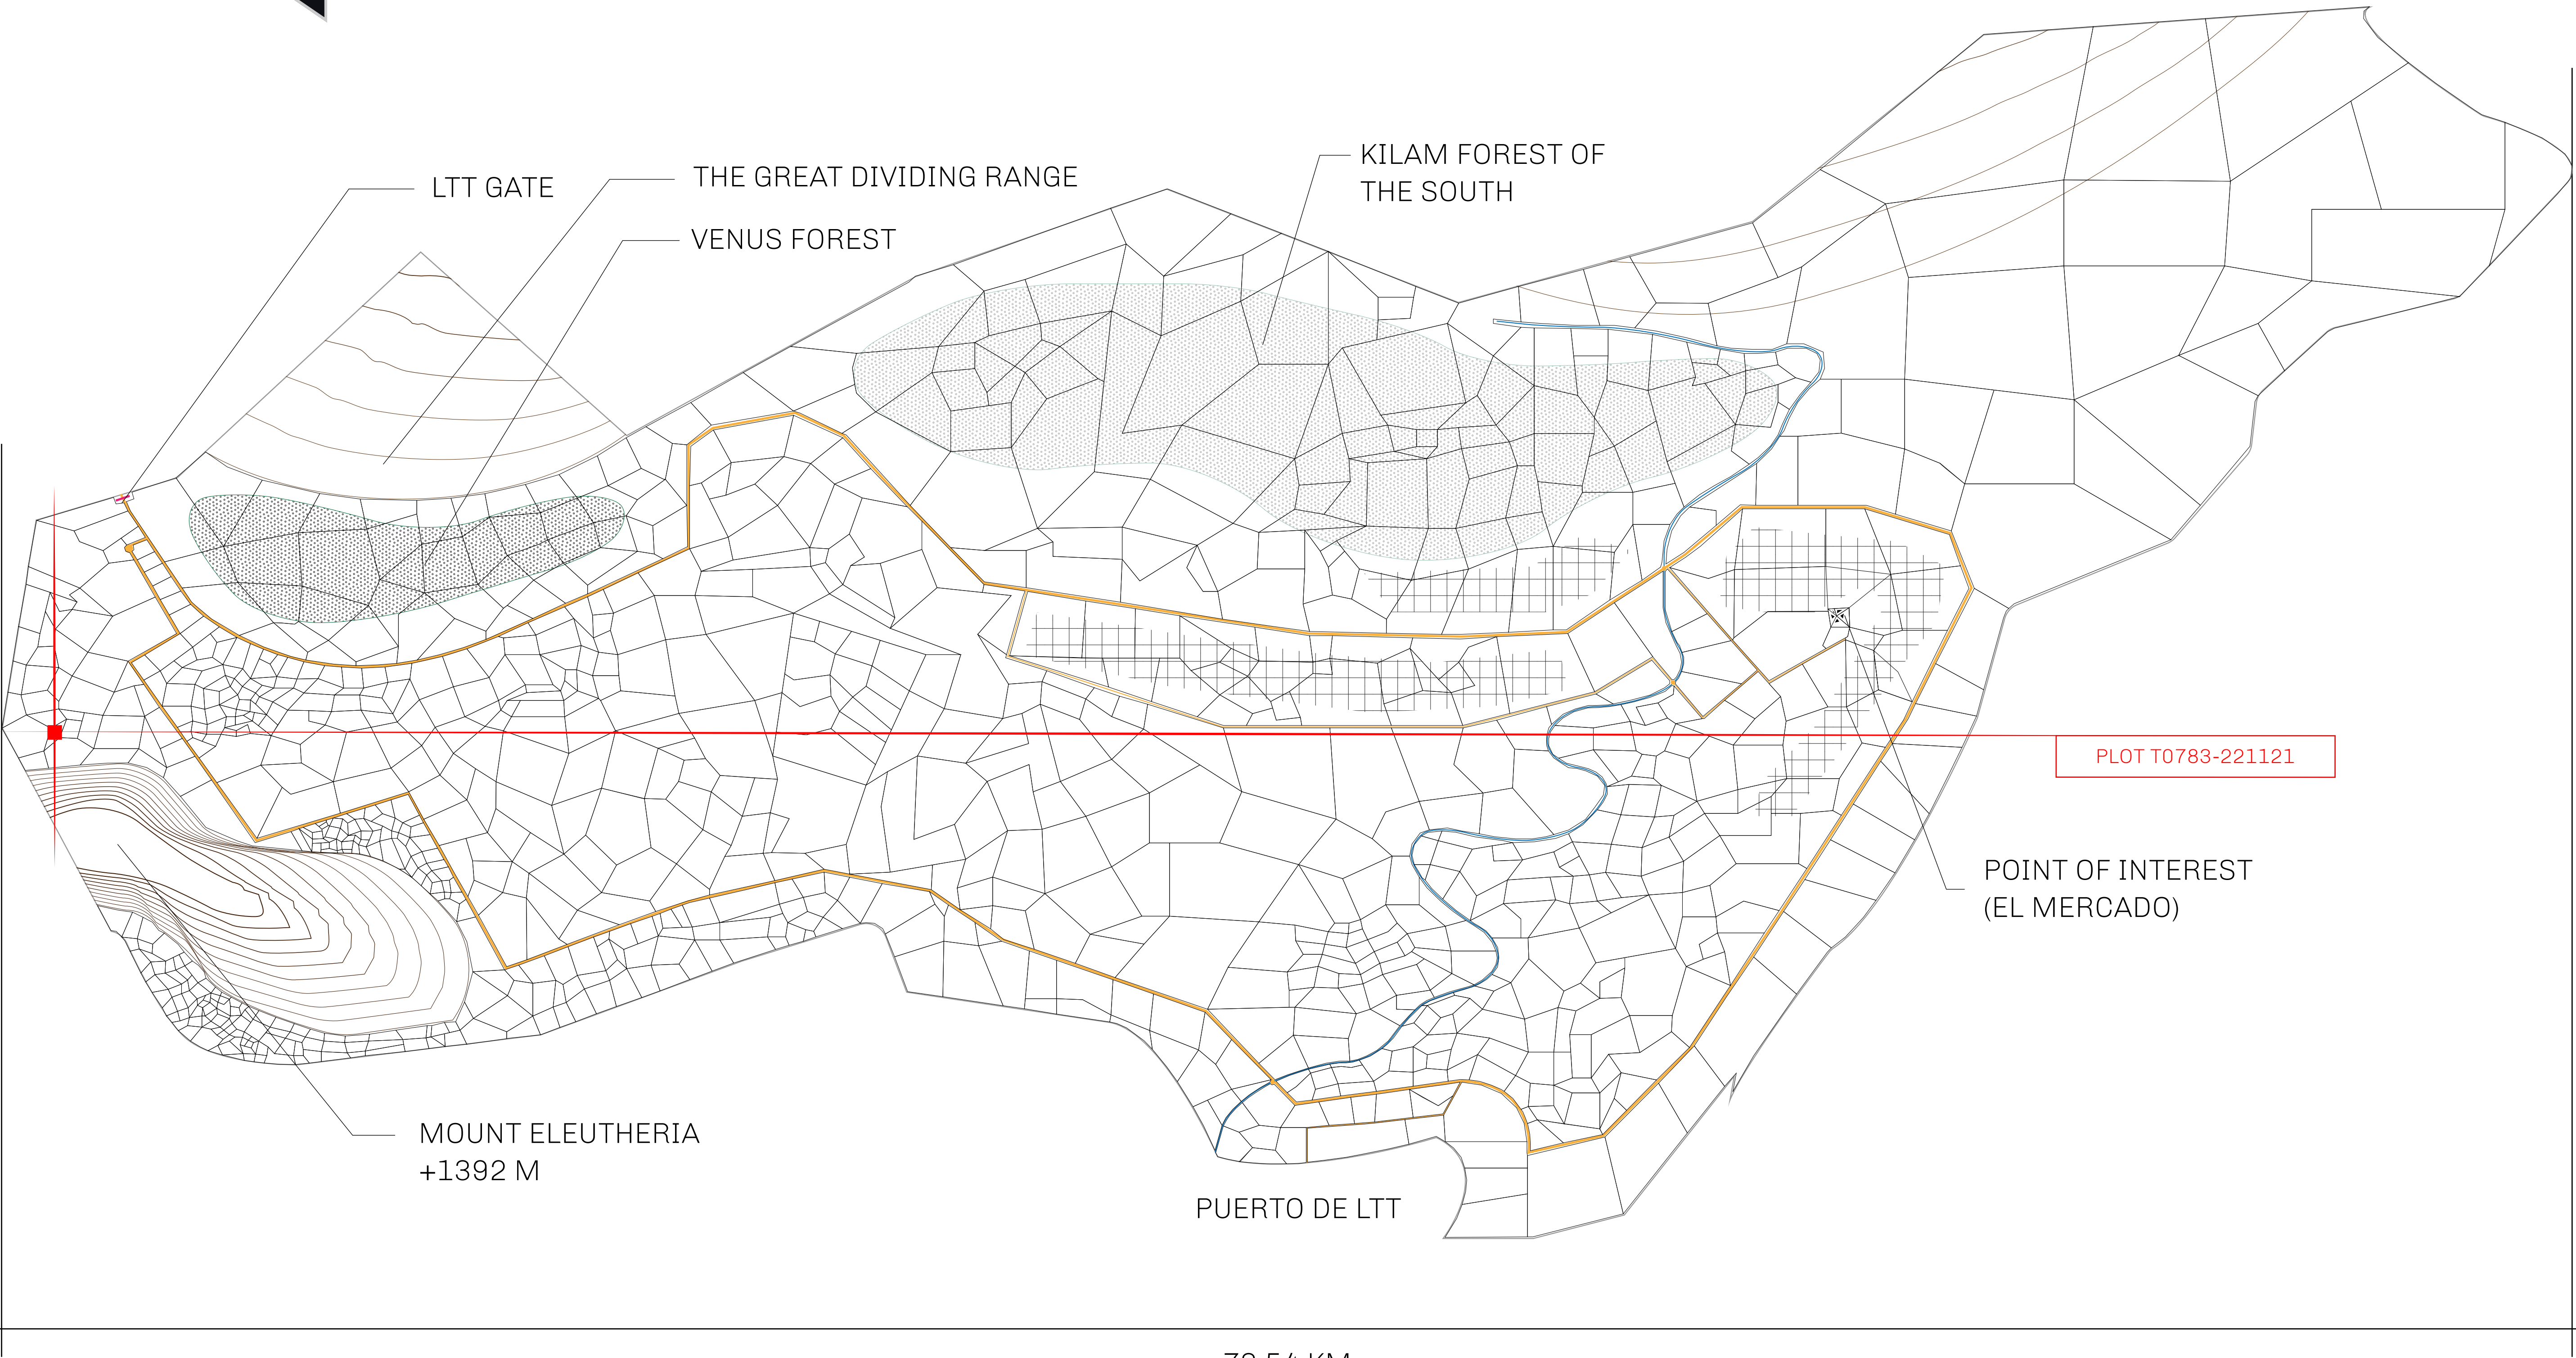 KILAM FOREST OF
THE SOUTH
THE GREAT DIVIDING RANGE
LTT GATE
VENUS FOREST
PLOT T0783-221121
POINT OF INTEREST
(EL MERCADO)
MOUNT ELEUTHERIA
+1392 M
PUERTO DE LTT
KM